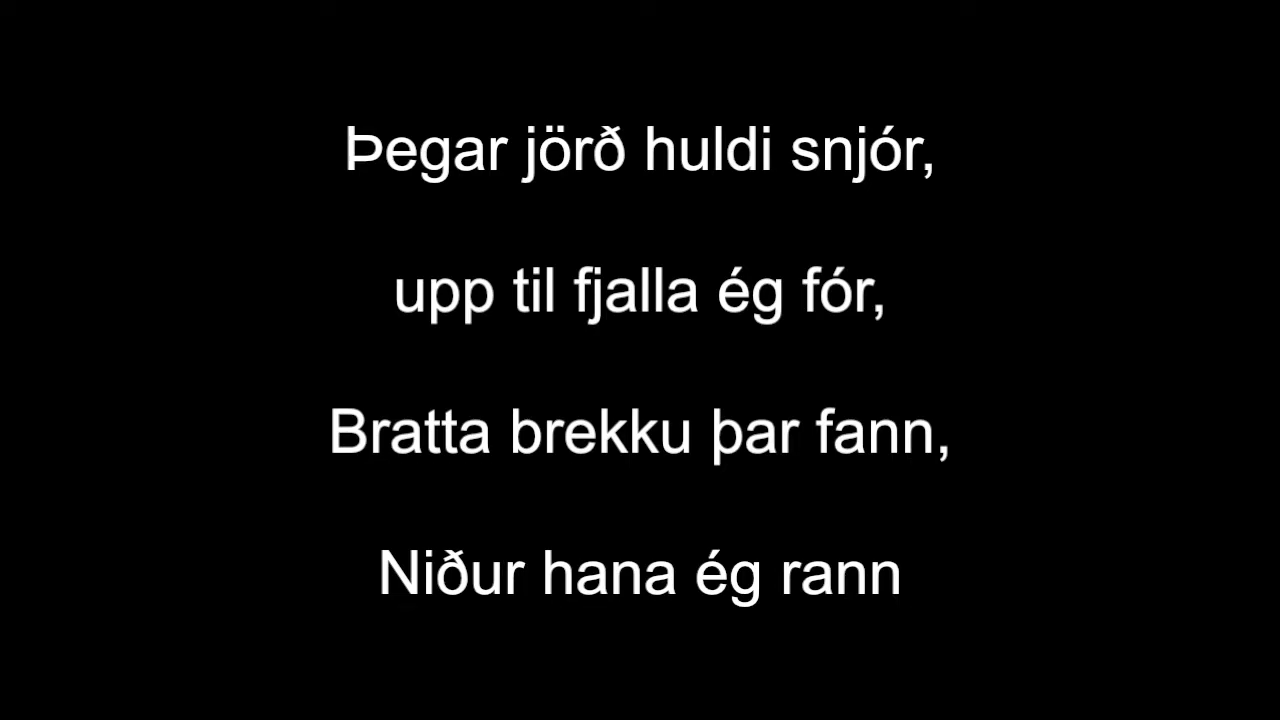 Þegar jörð huldi snjór,
upp til fjalla ég fór,
Bratta brekku þar fann,
Niður hana ég rann